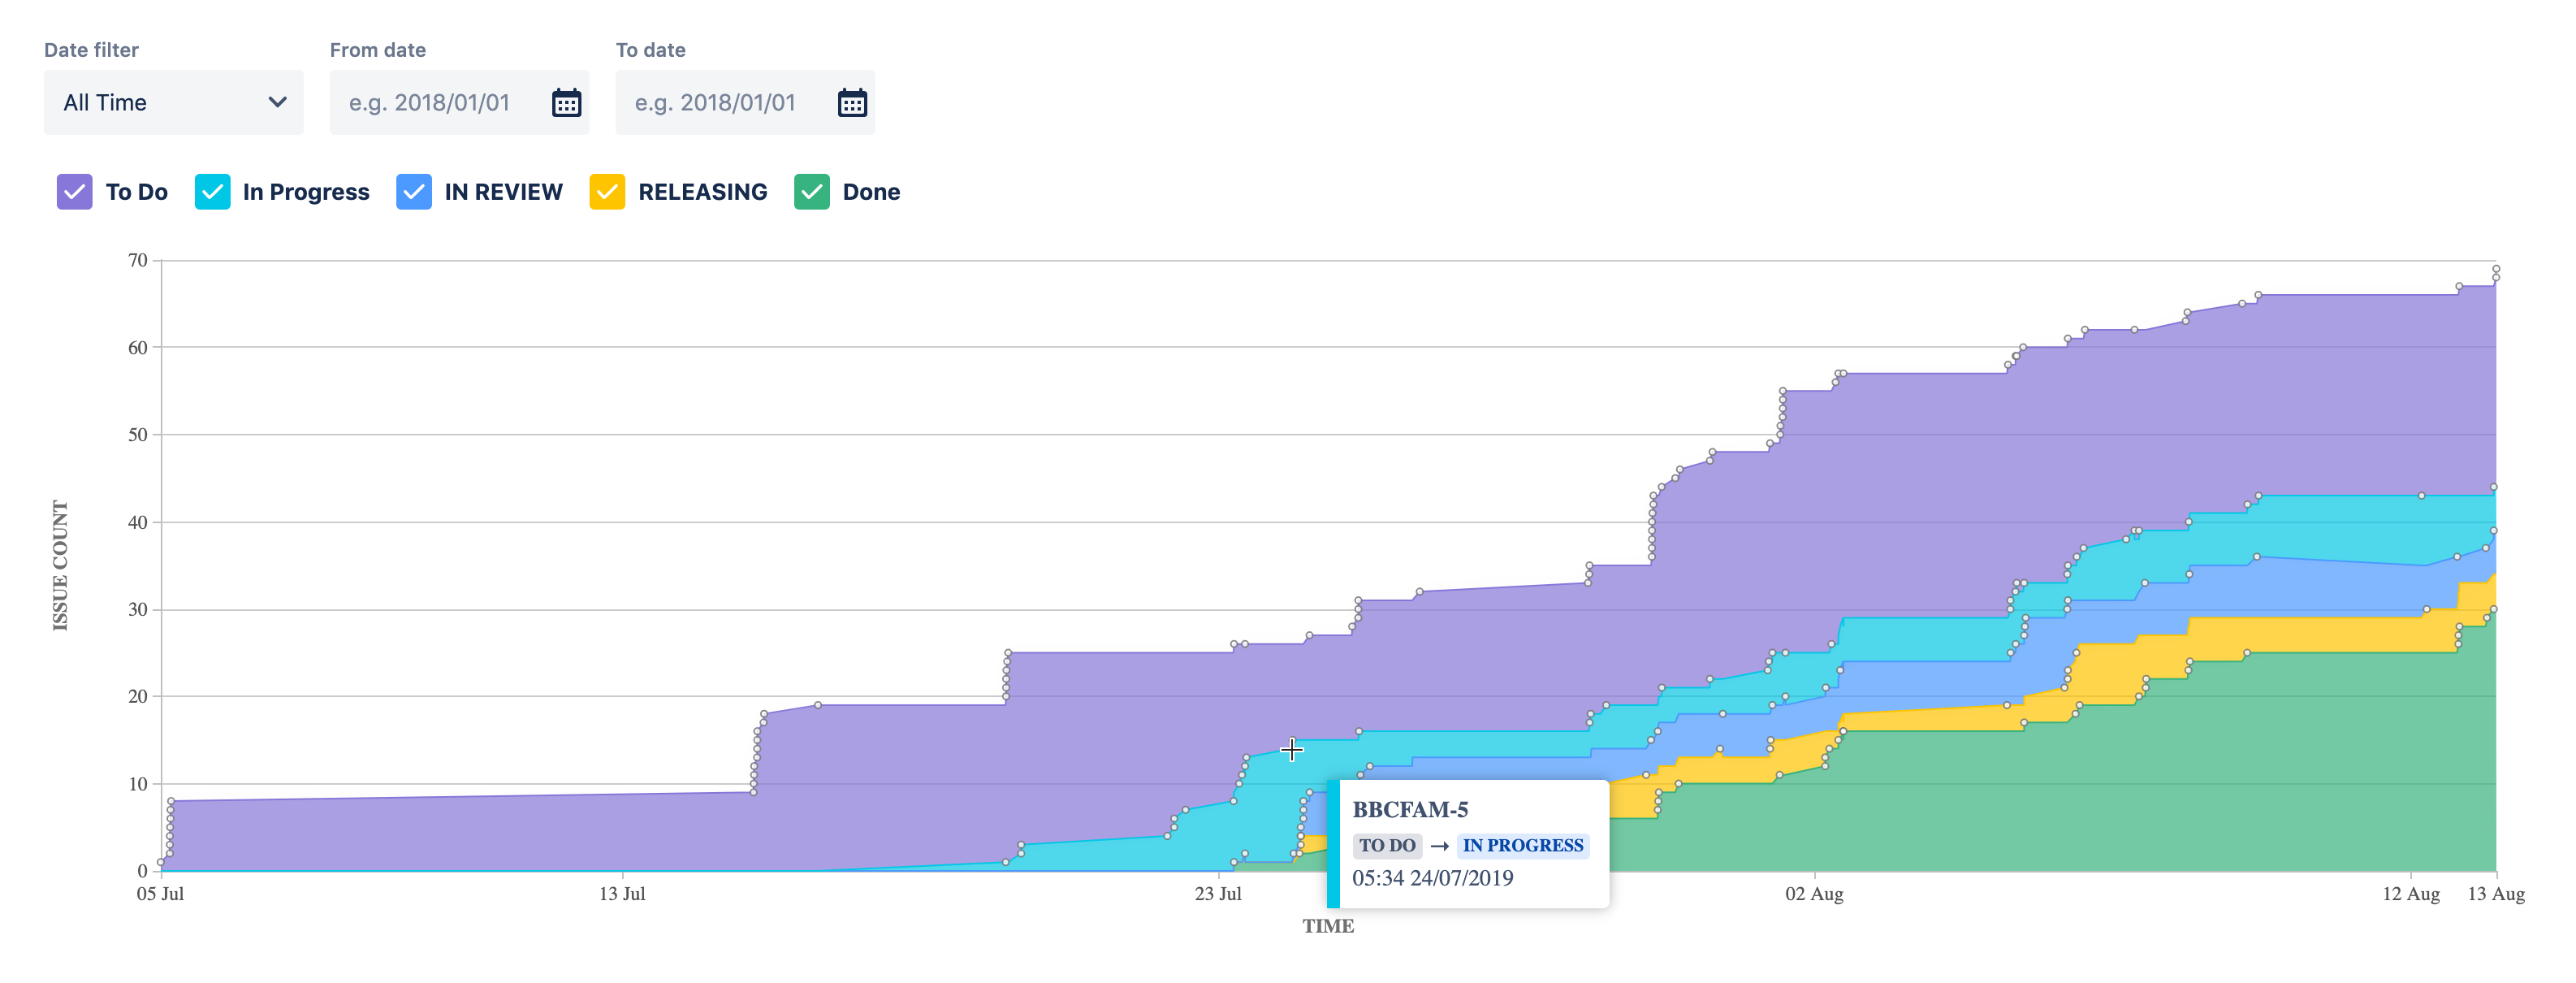 Date filter From date To date
All Time e.g. 2018/01/01 e.g. 2018/01/01
To Do In Progress IN REVIEW RELEASING Done
70
60
50
40
30
20
10
0
ISSUE COUNT
BBCFAM-5
TO DO → IN PROGRESS
05:34 24/07/2019
05 Jul 13 Jul 23 Jul 02 Aug 12 Aug 13 Aug
TIME